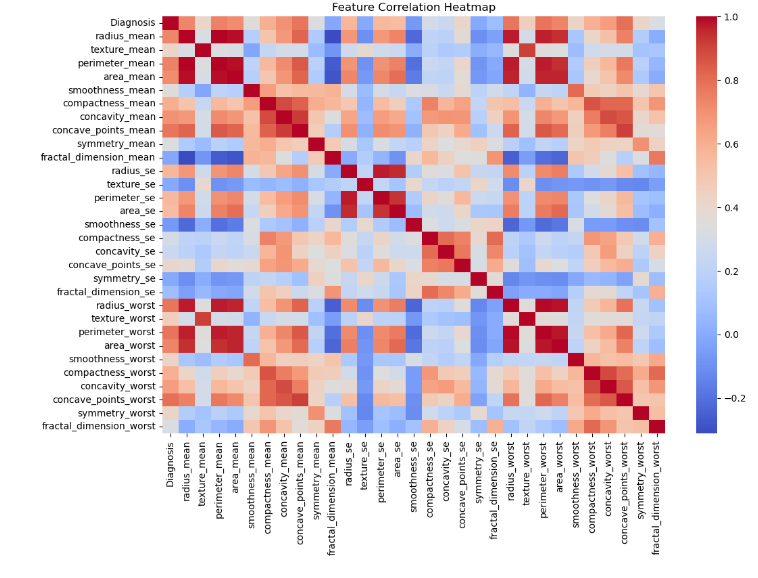 Feature Correlation Heatmap
Diagnosis
radius_mean
texture_mean
perimeter_mean
area_mean
smoothness_mean
compactness_mean
concavity_mean
concave_points_mean
symmetry_mean
fractal_dimension_mean
radius_se
texture_se
perimeter_se
area_se
smoothness_se
compactness_se
concavity_se
concave_points_se
symmetry_se
fractal_dimension_se
radius_worst
texture_worst
perimeter_worst
area_worst
smoothness_worst
compactness_worst
concavity_worst
concave_points_worst
symmetry_worst
fractal_dimension_worst
Diagnosis
radius_mean
texture_mean
perimeter_mean
area_mean
smoothness_mean
compactness_mean
concavity_mean
concave_points_mean
symmetry_mean
fractal_dimension_mean
radius_se
texture_se
perimeter_se
area_se
smoothness_se
compactness_se
concavity_se
concave_points_se
symmetry_se
fractal_dimension_se
radius_worst
texture_worst
perimeter_worst
area_worst
smoothness_worst
compactness_worst
concavity_worst
concave_points_worst
symmetry_worst
fractal_dimension_worst
1.0
0.8
0.6
0.4
0.2
0.0
−0.2